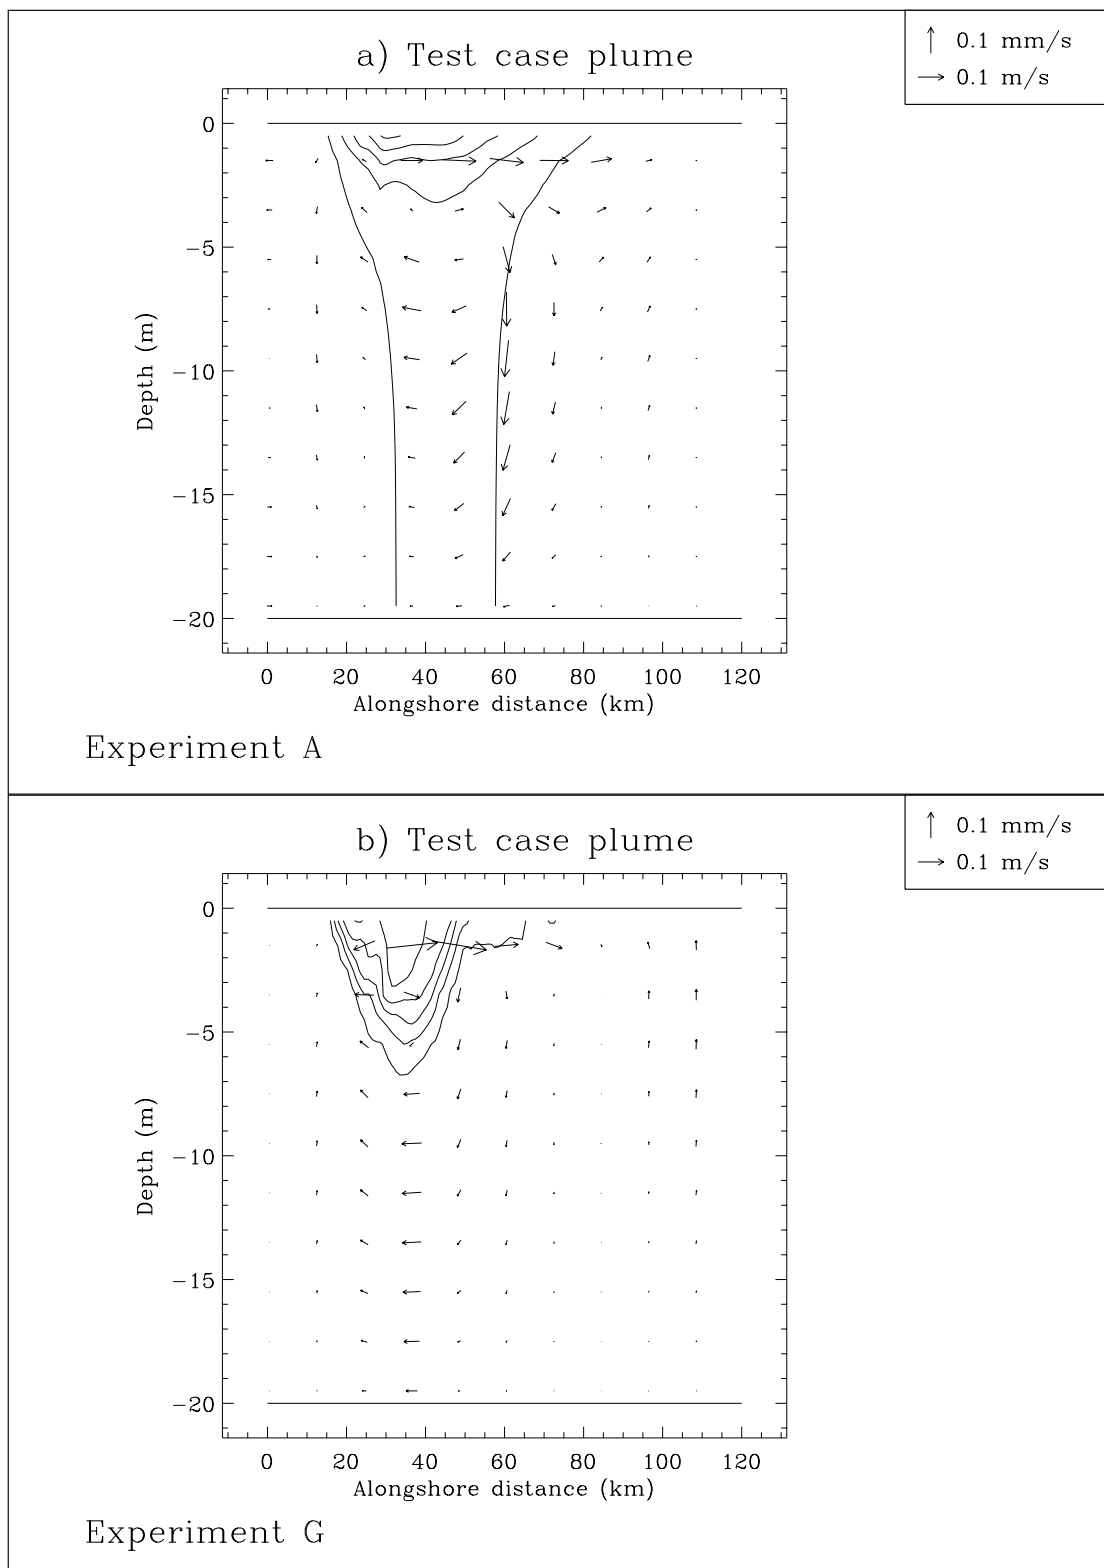 0.1 mm/s
0.1 m/s
a) Test case plume
0
−5
−10
−15
−20
Depth (m)
0 20 40 60 80 100 120
Alongshore distance (km)
Experiment A
0.1 mm/s
0.1 m/s
b) Test case plume
0
−5
−10
−15
−20
Depth (m)
0 20 40 60 80 100 120
Alongshore distance (km)
Experiment G